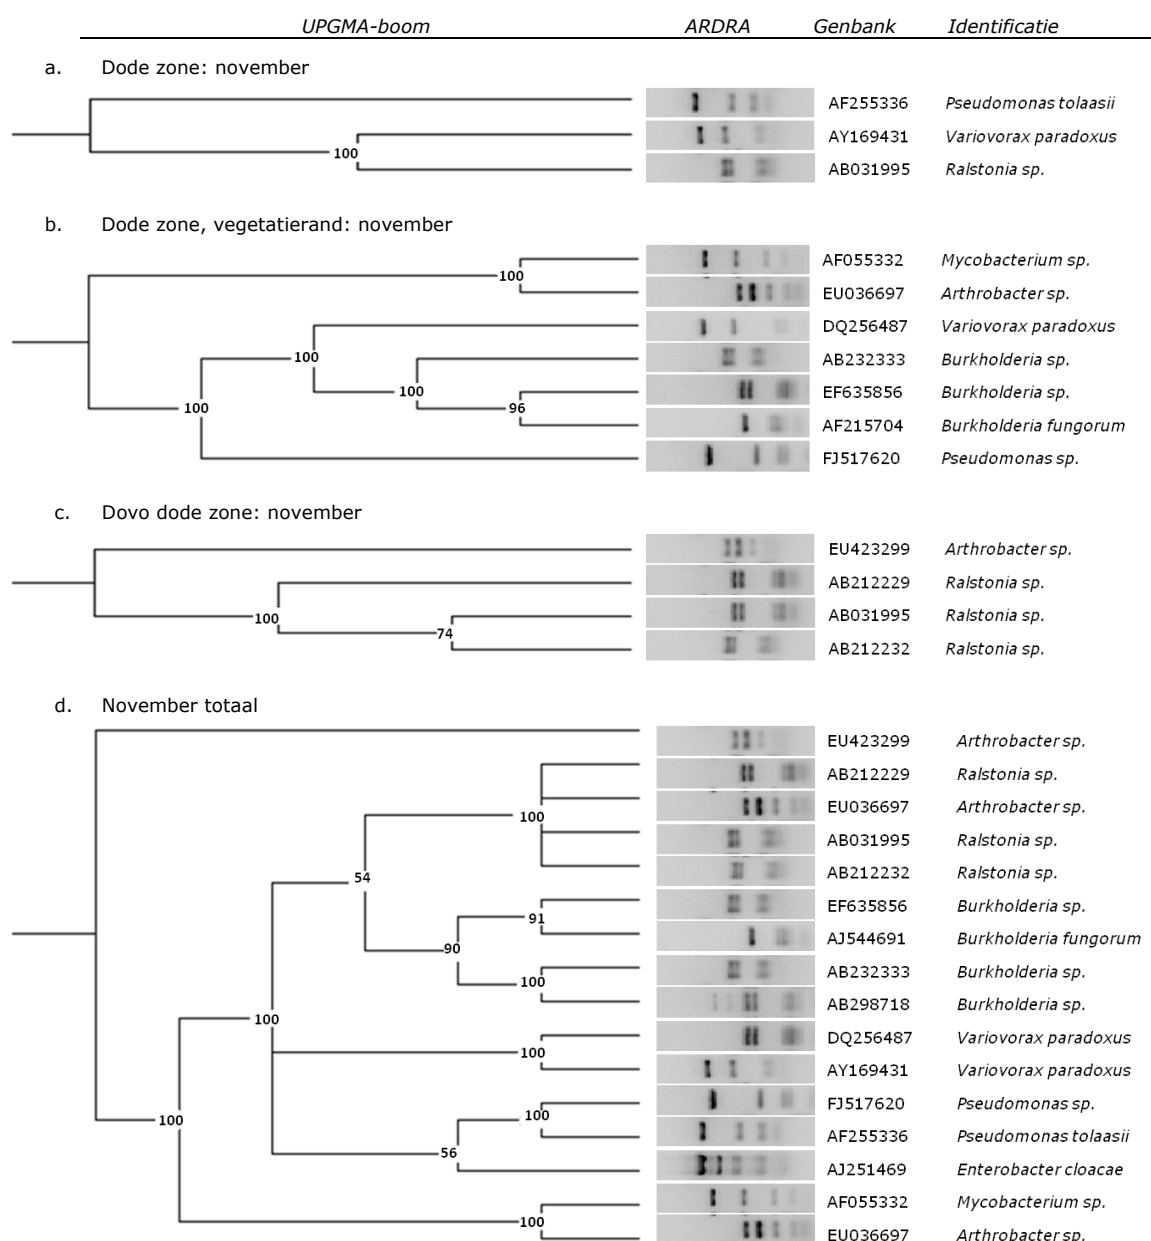 UPGMA-boom ARDRA Genbank Identificatie
a. Dode zone: november
AF255336 Pseudomonas tolaasii
AY169431 Variovorax paradoxus
100
AB031995 Ralstonia sp.
b. Dode zone, vegetatierand: november
AF055332 Mycobacterium sp.
100
EU036697 Arthrobacter sp.
DQ256487 Variovorax paradoxus
100
AB232333 Burkholderia sp.
100
EF635856 Burkholderia sp.
100 96
AF215704 Burkholderia fungorum
FJ517620 Pseudomonas sp.
c. Dovo dode zone: november
EU423299 Arthrobacter sp.
AB212229 Ralstonia sp.
100
AB031995 Ralstonia sp.
74
AB212232 Ralstonia sp.
d. November totaal
EU423299 Arthrobacter sp.
AB212229 Ralstonia sp.
EU036697 Arthrobacter sp.
100
AB031995 Ralstonia sp.
AB212232 Ralstonia sp.
54
EF635856 Burkholderia sp.
91
AJ544691 Burkholderia fungorum
90
AB232333 Burkholderia sp.
100
AB298718 Burkholderia sp.
100
DQ256487 Variovorax paradoxus
100
AY169431 Variovorax paradoxus
FJ517620 Pseudomonas sp.
100
100
AF255336 Pseudomonas tolaasii
56
AJ251469 Enterobacter cloacae
AF055332 Mycobacterium sp.
100
EU036697 Arthrobacter sp.